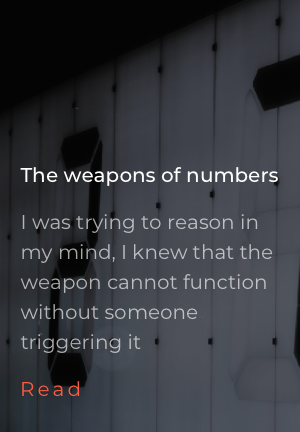 The weapons of numbers
I was trying to reason in
my mind, I knew that the
weapon cannot function
without someone
triggering it
Read